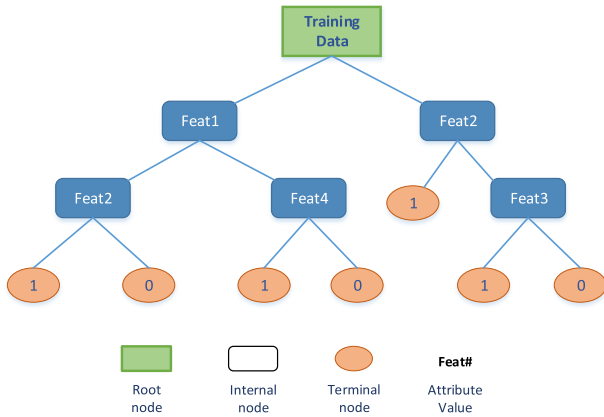 Training
Data
Feat1
Feat2
Feat2
Feat4
1
Feat3
1
0
1
0
1
0
Feat#
Root
node
Internal
node
Terminal
node
Attribute
Value